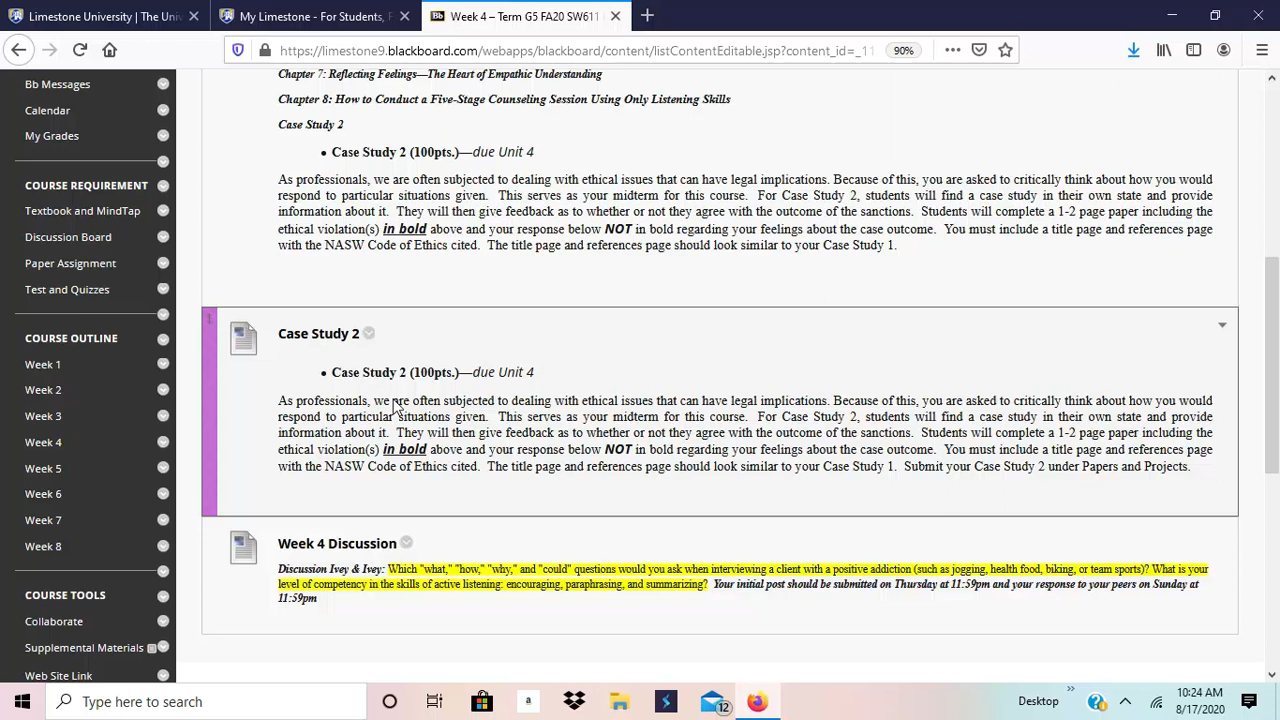 Limestone University | The Uni
My Limestone - For Students, F
Week 4 – Term G5 FA20 SW611
https://limestone9.blackboard.com/webapps/blackboard/content/listContentEditable.jsp?content_id=_11
90%
Bb Messages
Calendar
My Grades
COURSE REQUIREMENT
Textbook and MindTap
Discussion Board
Paper Assignment
Test and Quizzes
COURSE OUTLINE
Week 1
Week 2
Week 3
Week 4
Week 5
Week 6
Week 7
Week 8
COURSE TOOLS
Collaborate
Supplemental Materials
Web Site Link
Chapter 7: Reflecting Feelings—The Heart of Empathic Understanding
Chapter 8: How to Conduct a Five-Stage Counseling Session Using Only Listening Skills
Case Study 2
• Case Study 2 (100pts.)—due Unit 4
As professionals, we are often subjected to dealing with ethical issues that can have legal implications. Because of this, you are asked to critically think about how you would
respond to particular situations given. This serves as your midterm for this course. For Case Study 2, students will find a case study in their own state and provide
information about it. They will then give feedback as to whether or not they agree with the outcome of the sanctions. Students will complete a 1-2 page paper including the
ethical violation(s) in bold above and your response below NOT in bold regarding your feelings about the case outcome. You must include a title page and references page
with the NASW Code of Ethics cited. The title page and references page should look similar to your Case Study 1.
Case Study 2
• Case Study 2 (100pts.)—due Unit 4
As professionals, we are often subjected to dealing with ethical issues that can have legal implications. Because of this, you are asked to critically think about how you would
respond to particular situations given. This serves as your midterm for this course. For Case Study 2, students will find a case study in their own state and provide
information about it. They will then give feedback as to whether or not they agree with the outcome of the sanctions. Students will complete a 1-2 page paper including the
ethical violation(s) in bold above and your response below NOT in bold regarding your feelings about the case outcome. You must include a title page and references page
with the NASW Code of Ethics cited. The title page and references page should look similar to your Case Study 1. Submit your Case Study 2 under Papers and Projects.
Week 4 Discussion
Discussion Ivey & Ivey: Which "what," "how," "why," and "could" questions would you ask when interviewing a client with a positive addiction (such as jogging, health food, biking, or team sports)? What is your
level of competency in the skills of active listening: encouraging, paraphrasing, and summarizing? Your initial post should be submitted on Thursday at 11:59pm and your response to your peers on Sunday at
11:59pm
Type here to search
a
12
Desktop
10:24 AM
8/17/2020